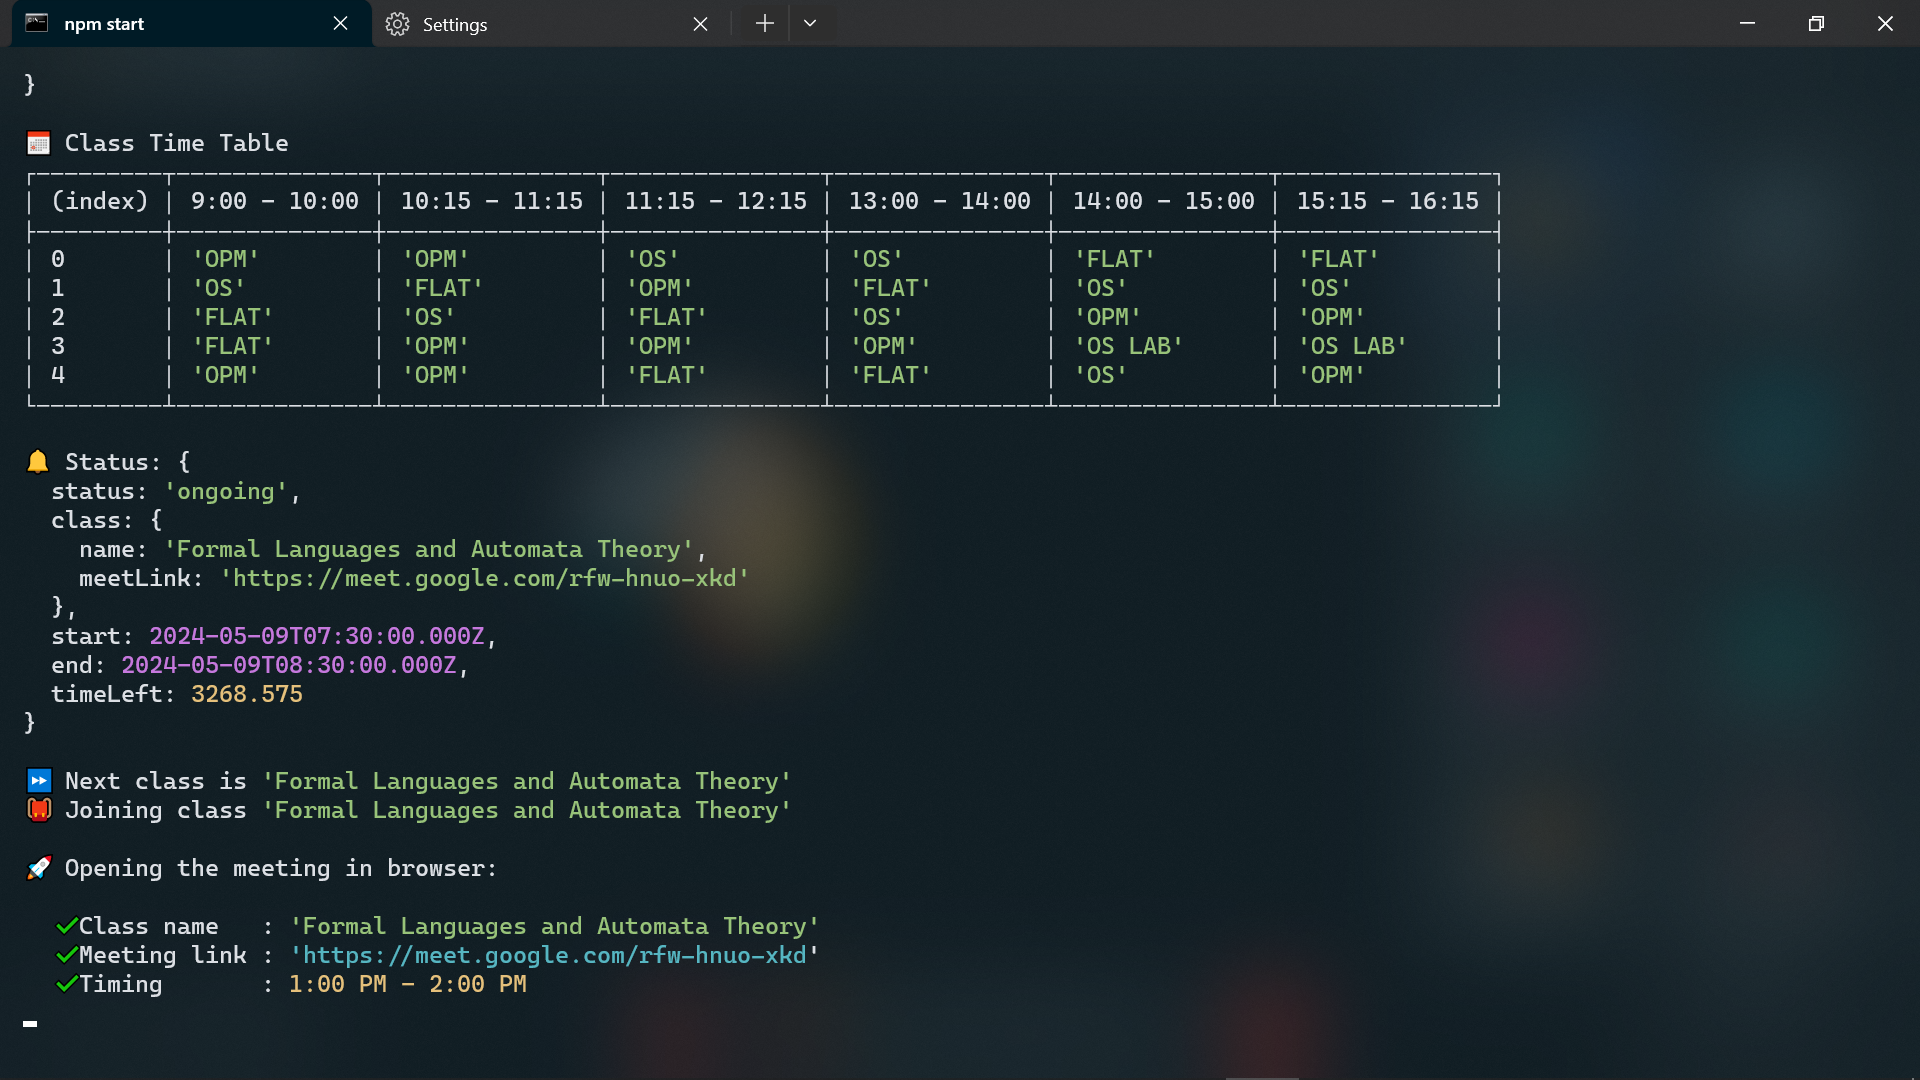 npm start
Settings
}
Class Time Table
(index) | 9:00 - 10:00 | 10:15 - 11:15 | 11:15 - 12:15 | 13:00 - 14:00 | 14:00 - 15:00 | 15:15 - 16:15
0 | 'OPM' | 'OPM' | 'OS' | 'OS' | 'FLAT' | 'FLAT'
1 | 'OS' | 'FLAT' | 'OPM' | 'FLAT' | 'OS' | 'OS'
2 | 'FLAT' | 'OS' | 'FLAT' | 'OS' | 'OPM' | 'OPM'
3 | 'FLAT' | 'OPM' | 'OPM' | 'OPM' | 'OS LAB' | 'OS LAB'
4 | 'OPM' | 'OPM' | 'FLAT' | 'FLAT' | 'OS' | 'OPM'
Status: {
status: 'ongoing',
class: {
name: 'Formal Languages and Automata Theory',
meetLink: 'https://meet.google.com/rfw-hnuo-xkd'
},
start: 2024-05-09T07:30:00.000Z,
end: 2024-05-09T08:30:00.000Z,
timeLeft: 3268.575
}
Next class is 'Formal Languages and Automata Theory'
Joining class 'Formal Languages and Automata Theory'
Opening the meeting in browser:
Class name : 'Formal Languages and Automata Theory'
Meeting link : 'https://meet.google.com/rfw-hnuo-xkd'
Timing : 1:00 PM - 2:00 PM